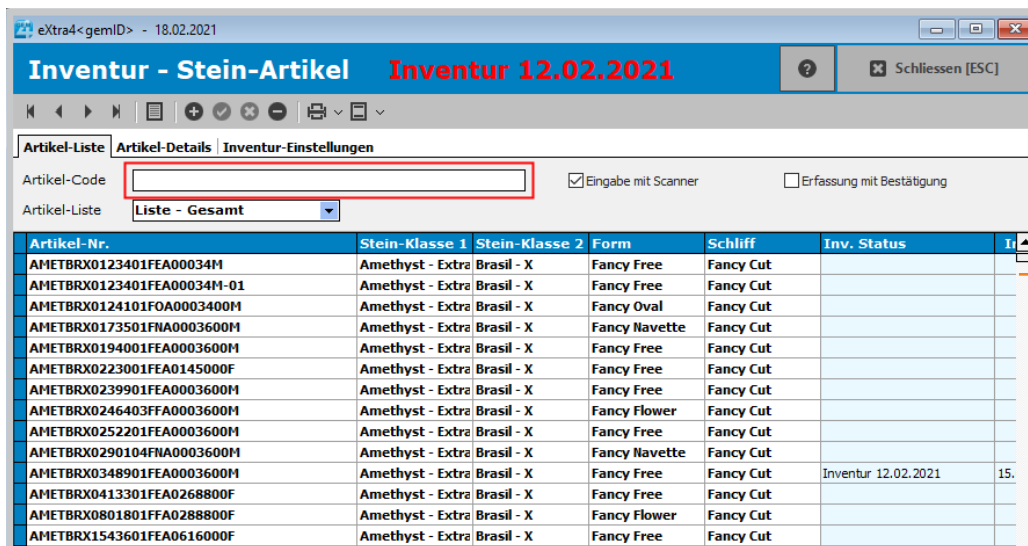 eXtra4<gemID> - 18.02.2021
Inventur - Stein-Artikel Inventur 12.02.2021 Schliessen [ESC]
Artikel-Liste Artikel-Details Inventur-Einstellungen
Artikel-Code Eingabe mit Scanner Erfassung mit Bestätigung
Artikel-Liste Liste - Gesamt
Artikel-Nr. Stein-Klasse 1 Stein-Klasse 2 Form Schliff Inv. Status
AMETBRX0123401FEA00034M Amethyst - Extra Brasil - X Fancy Free Fancy Cut
AMETBRX0123401FEA00034M-01 Amethyst - Extra Brasil - X Fancy Free Fancy Cut
AMETBRX0124101FOA0003400M Amethyst - Extra Brasil - X Fancy Oval Fancy Cut
AMETBRX0173501FNA0003600M Amethyst - Extra Brasil - X Fancy Navette Fancy Cut
AMETBRX0194001FEA0003600M Amethyst - Extra Brasil - X Fancy Free Fancy Cut
AMETBRX0223001FEA0145000F Amethyst - Extra Brasil - X Fancy Free Fancy Cut
AMETBRX0239901FEA0003600M Amethyst - Extra Brasil - X Fancy Free Fancy Cut
AMETBRX0246403FFA0003600M Amethyst - Extra Brasil - X Fancy Flower Fancy Cut
AMETBRX0252201FEA0003600M Amethyst - Extra Brasil - X Fancy Free Fancy Cut
AMETBRX0290104FNA0003600M Amethyst - Extra Brasil - X Fancy Navette Fancy Cut
AMETBRX0348901FEA0003600M Amethyst - Extra Brasil - X Fancy Free Fancy Cut Inventur 12.02.2021 15.
AMETBRX0413301FEA0268800F Amethyst - Extra Brasil - X Fancy Free Fancy Cut
AMETBRX0801801FFA0288800F Amethyst - Extra Brasil - X Fancy Flower Fancy Cut
AMETBRX1543601FEA0616000F Amethyst - Extra Brasil - X Fancy Free Fancy Cut